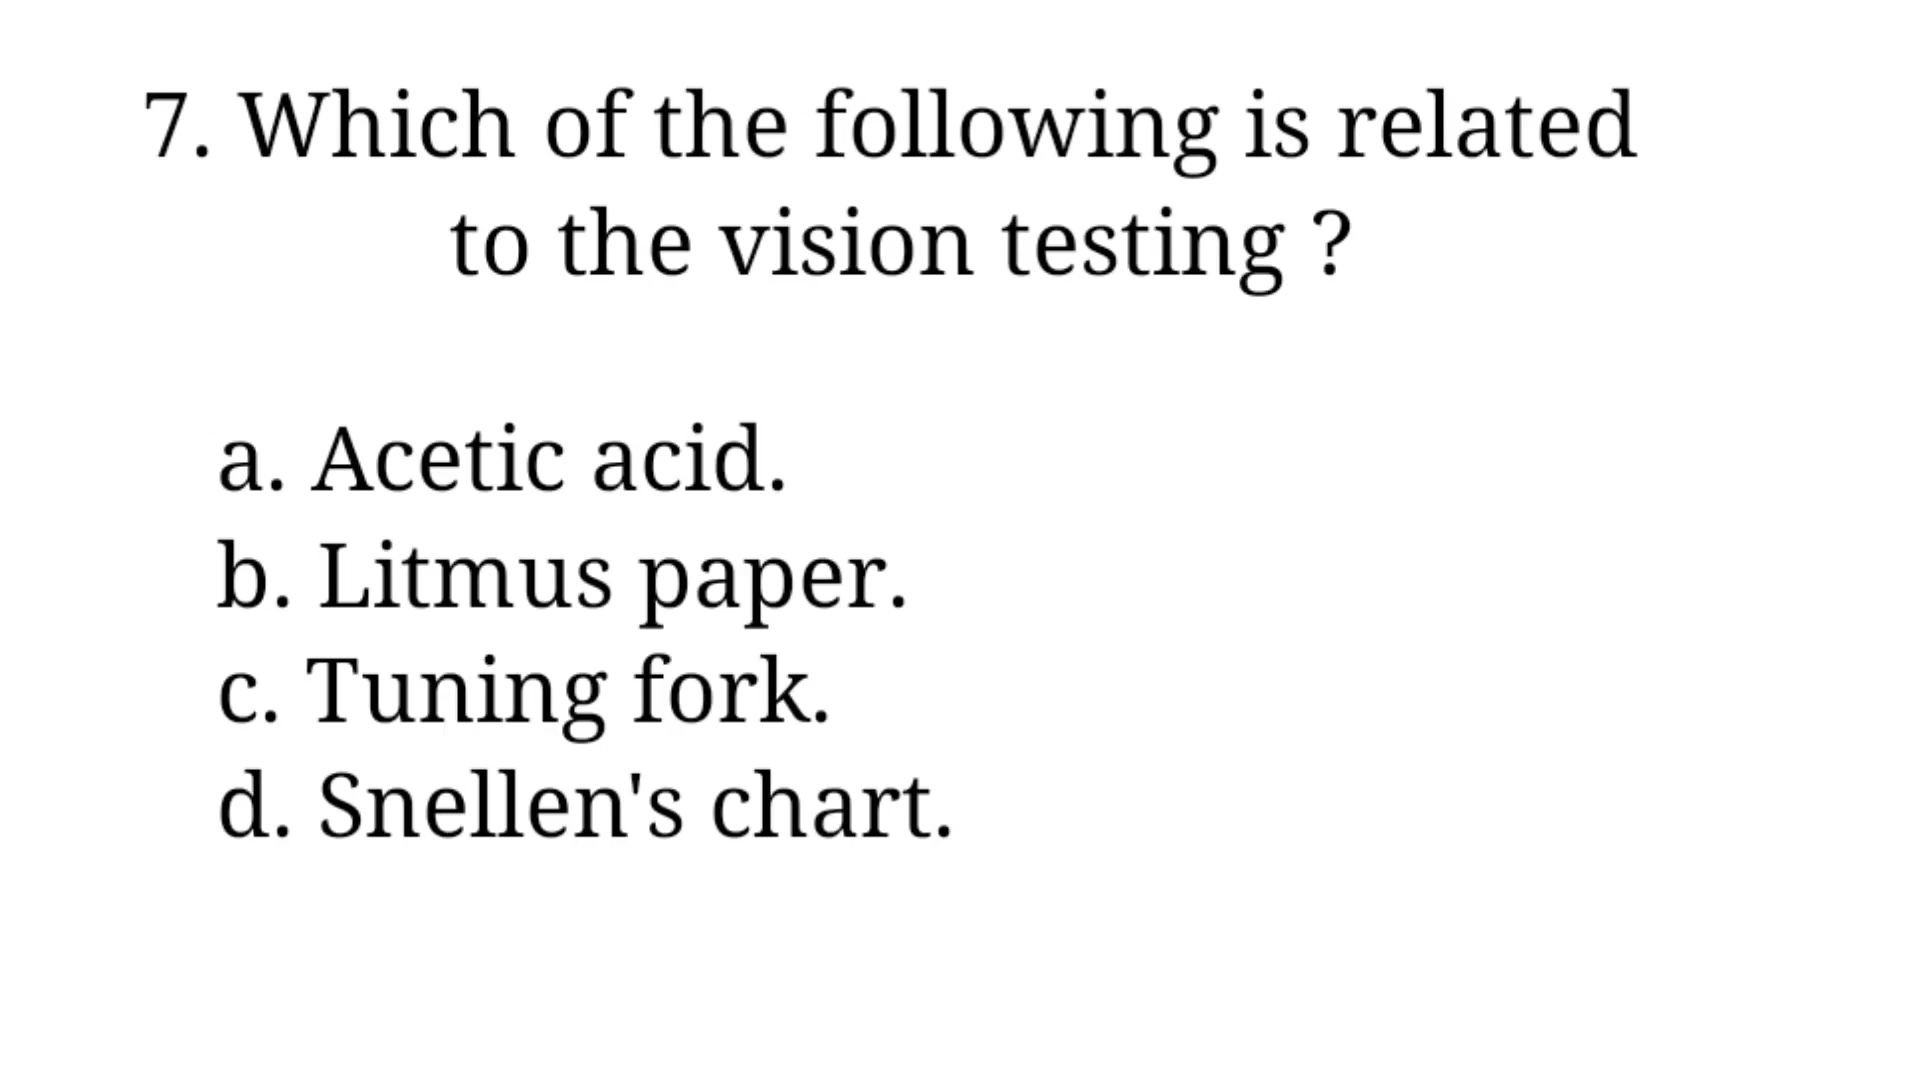 7. Which of the following is related
to the vision testing ?
a. Acetic acid.
b. Litmus paper.
c. Tuning fork.
d. Snellen's chart.